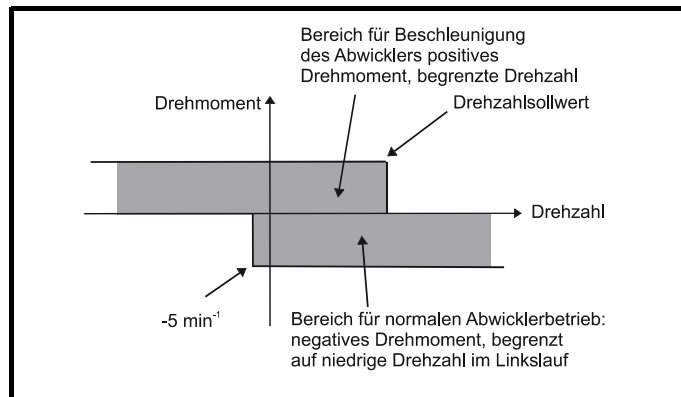 Bereich für Beschleunigung
des Abwicklers positives
Drehmoment, begrenzte Drehzahl
Drehmoment
Drehzahlsollwert
Drehzahl
-5 min⁻¹
Bereich für normalen Abwicklerbetrieb:
negatives Drehmoment, begrenzt
auf niedrige Drehzahl im Linkslauf